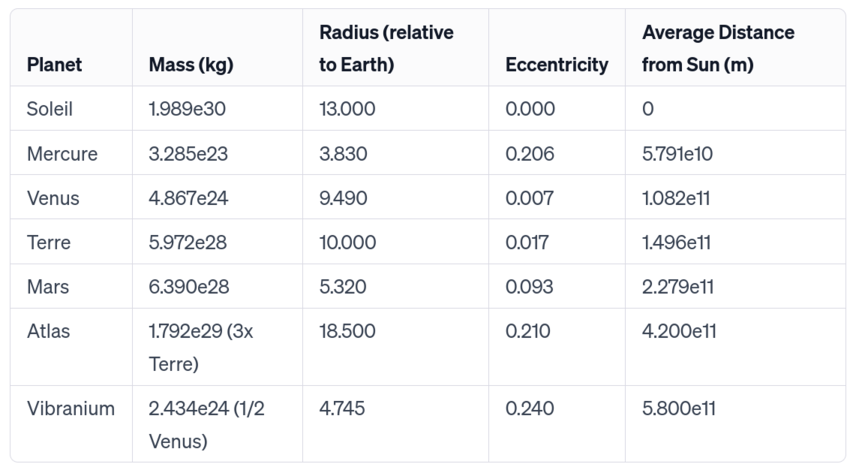 Planet Mass (kg) Radius (relative to Earth) Eccentricity Average Distance from Sun (m)
Soleil 1.989e30 13.000 0.000 0
Mercure 3.285e23 3.830 0.206 5.791e10
Venus 4.867e24 9.490 0.007 1.082e11
Terre 5.972e28 10.000 0.017 1.496e11
Mars 6.390e28 5.320 0.093 2.279e11
Atlas 1.792e29 (3x Terre) 18.500 0.210 4.200e11
Vibranium 2.434e24 (1/2 Venus) 4.745 0.240 5.800e11